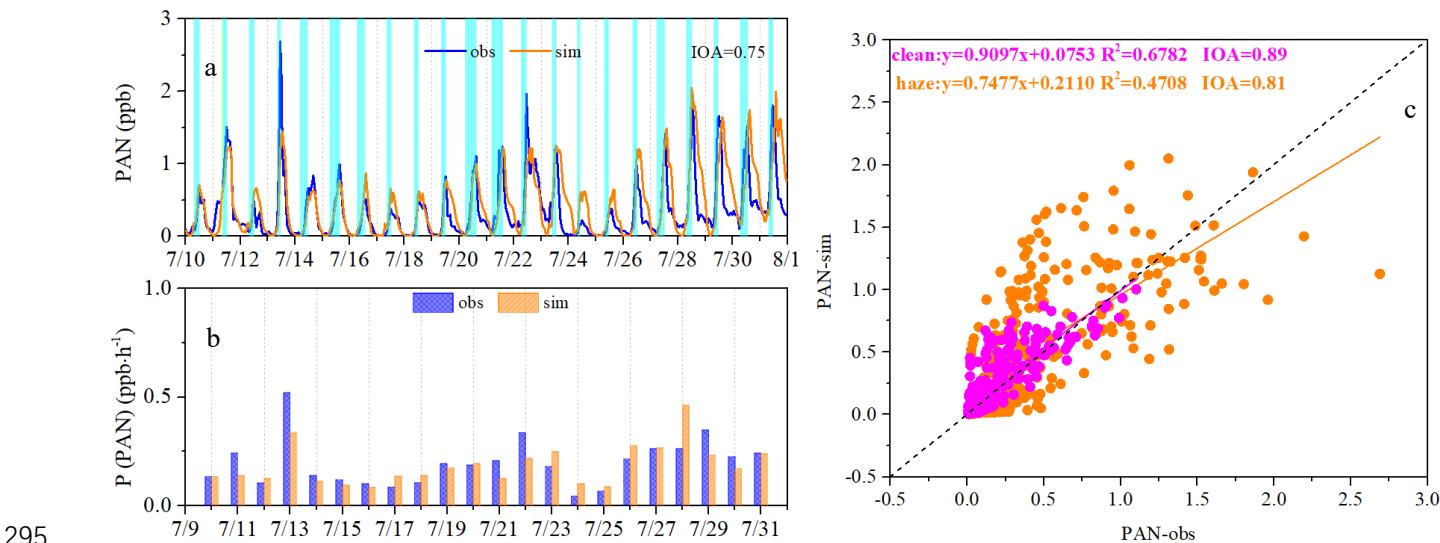 3
2
1
0
PAN (ppb)
a
obs
sim
IOA=0.75
7/10 7/12 7/14 7/16 7/18 7/20 7/22 7/24 7/26 7/28 7/30 8/1
1.0
0.5
0.0
P (PAN) (ppb·h⁻¹)
b
obs
sim
7/9 7/11 7/13 7/15 7/17 7/19 7/21 7/23 7/25 7/27 7/29 7/31
3.0
2.5
2.0
1.5
1.0
0.5
0.0
-0.5
PAN-sim
clean:y=0.9097x+0.0753 R²=0.6782 IOA=0.89
haze:y=0.7477x+0.2110 R²=0.4708 IOA=0.81
c
-0.5 0.0 0.5 1.0 1.5 2.0 2.5 3.0
PAN-obs
295